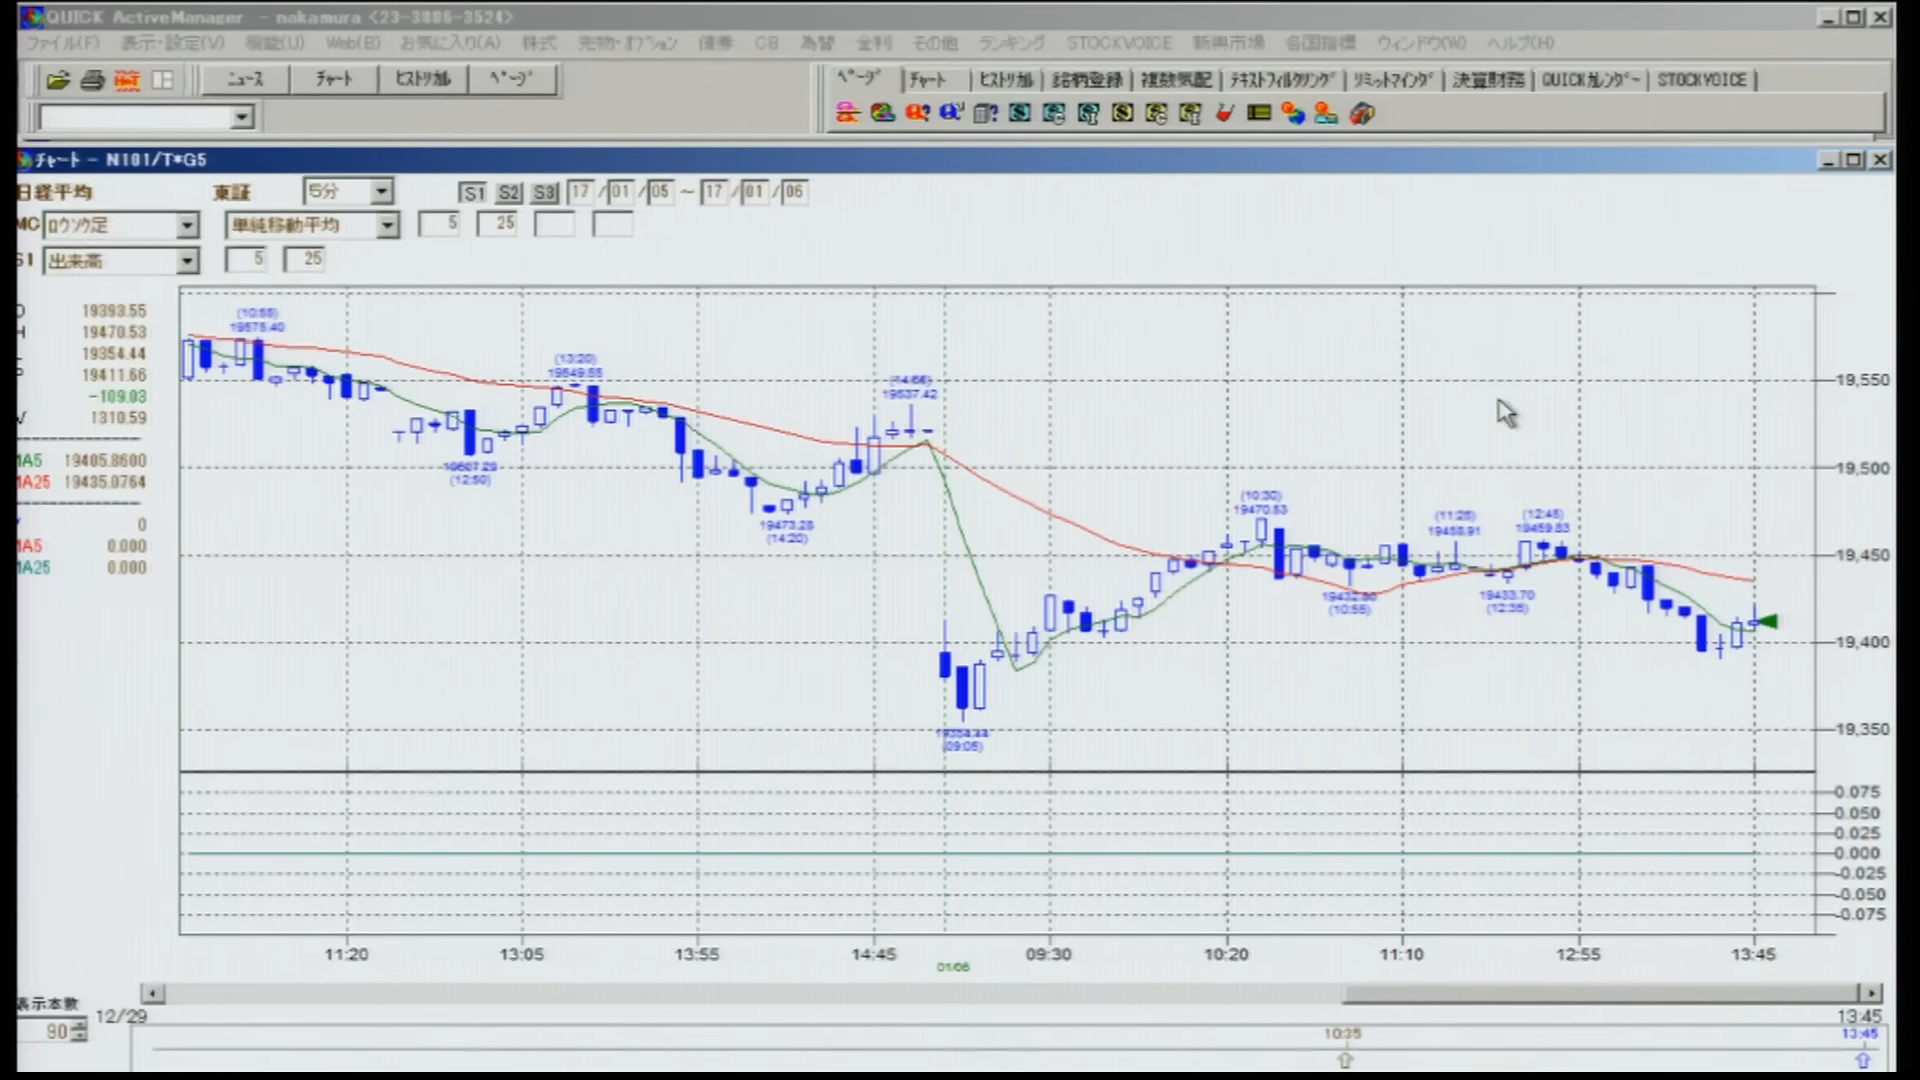 QUICK ActiveManager - nakamura <23-3886-3524>
ファイル(F) 表示・設定(V) 機能(U) Web(B) お気に入り(A) 株式 先物・オプション 債券 CB 為替 金利 その他 ランキング STOCKVOICE 新興市場 各国指標 ウィンドウ(W) ヘルプ(H)
ニュース チャート ヒストリカル ページ
ページ チャート ヒストリカル 銘柄登録 複数気配 テキストフィルタリング リミットマインダ 決算財務 QUICKカレンダー STOCKVOICE
チャート - N101/T*G5
日経平均 東証 5分 S1 S2 S3 17/01/05 ~ 17/01/06
MC ロウソク足 単純移動平均 5 25
S1 出来高 5 25
19393.55
H 19470.53
19354.44
19411.66
-109.03
V 1310.59
MA5 19405.8600
MA25 19435.0764
0
MA5 0.000
MA25 0.000
(10:55)
19575.40
(13:20)
19549.55
19507.29
(12:50)
19473.25
(14:20)
(14:55)
19537.42
19354.44
(09:05)
(10:30)
19470.53
19432.80
(10:55)
(11:25)
19458.91
19433.70
(12:35)
(12:45)
19459.83
19,550
19,500
19,450
19,400
19,350
0.075
0.050
0.025
0.000
-0.025
-0.050
-0.075
11:20 13:05 13:55 14:45 09:30 10:20 11:10 12:55 13:45
01/06
表示本数
90
12/29
13:45
10:35
13:45